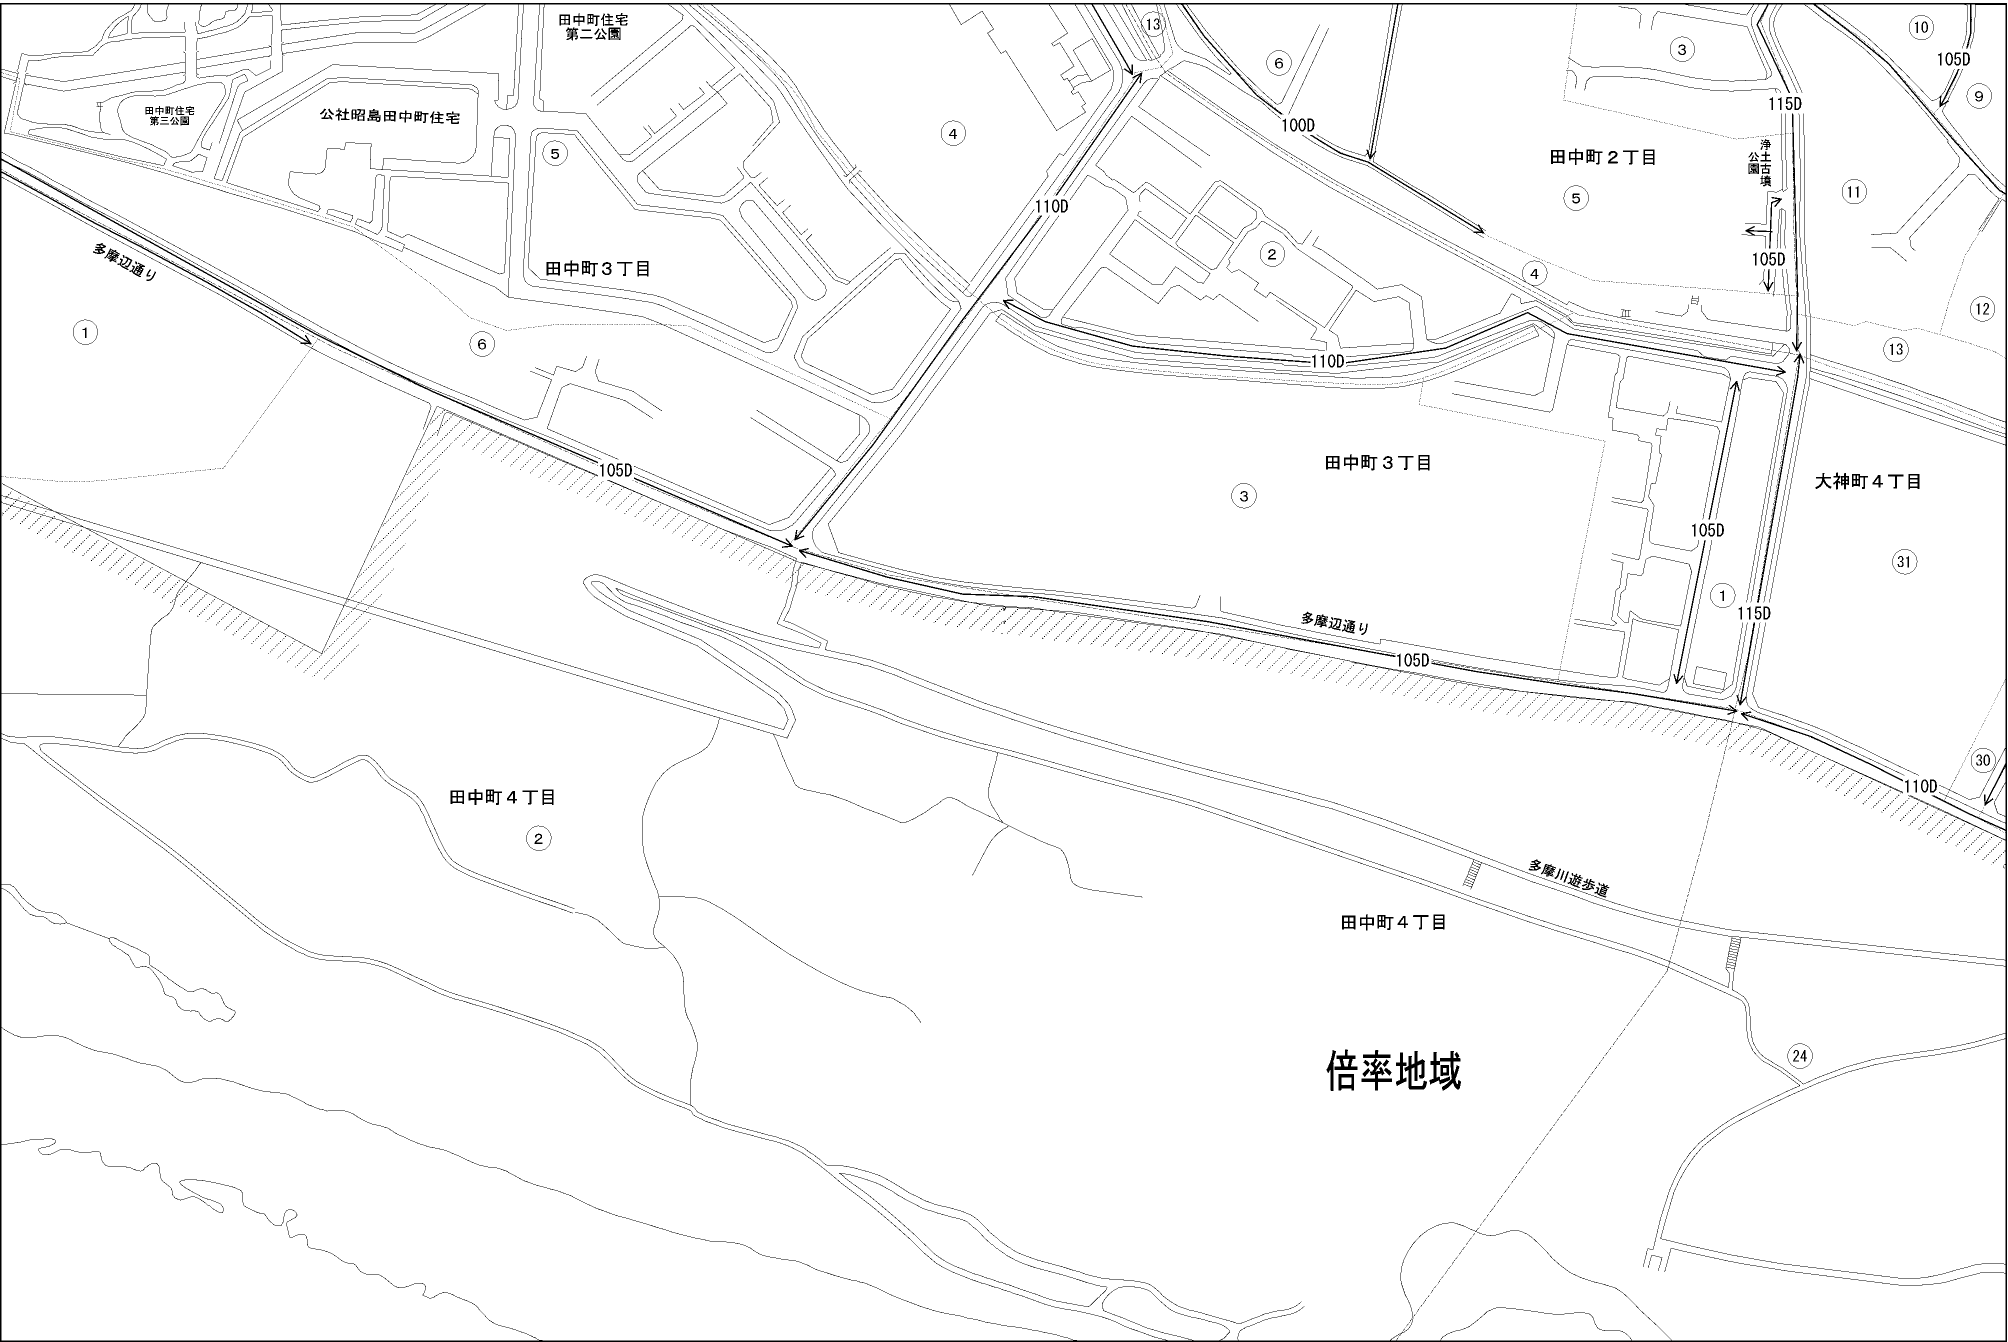 田中町住宅
第二公園
⑬
⑥
③
⑩
105D
⑨
115D
田中町住宅
第三公園
公社昭島田中町住宅
④
100D
⑤
田中町２丁目
浄土古墳
公園
⑪
⑤
110D
②
多摩辺通り
田中町３丁目
105D
④
⑫
①
⑥
110D
⑬
105D
田中町３丁目
大神町４丁目
③
105D
㉛
①
115D
多摩辺通り
105D
㉚
110D
田中町４丁目
②
多摩川遊歩道
田中町４丁目
倍率地域
㉔